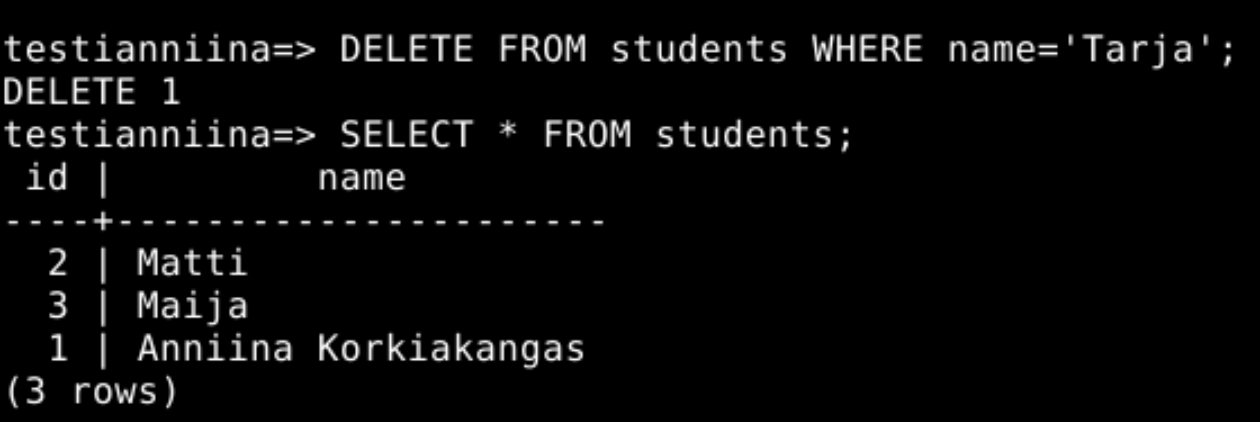 testianniina=> DELETE FROM students WHERE name='Tarja';
DELETE 1
testianniina=> SELECT * FROM students;
 id |         name
----+----------------------
  2 | Matti
  3 | Maija
  1 | Anniina Korkiakangas
(3 rows)